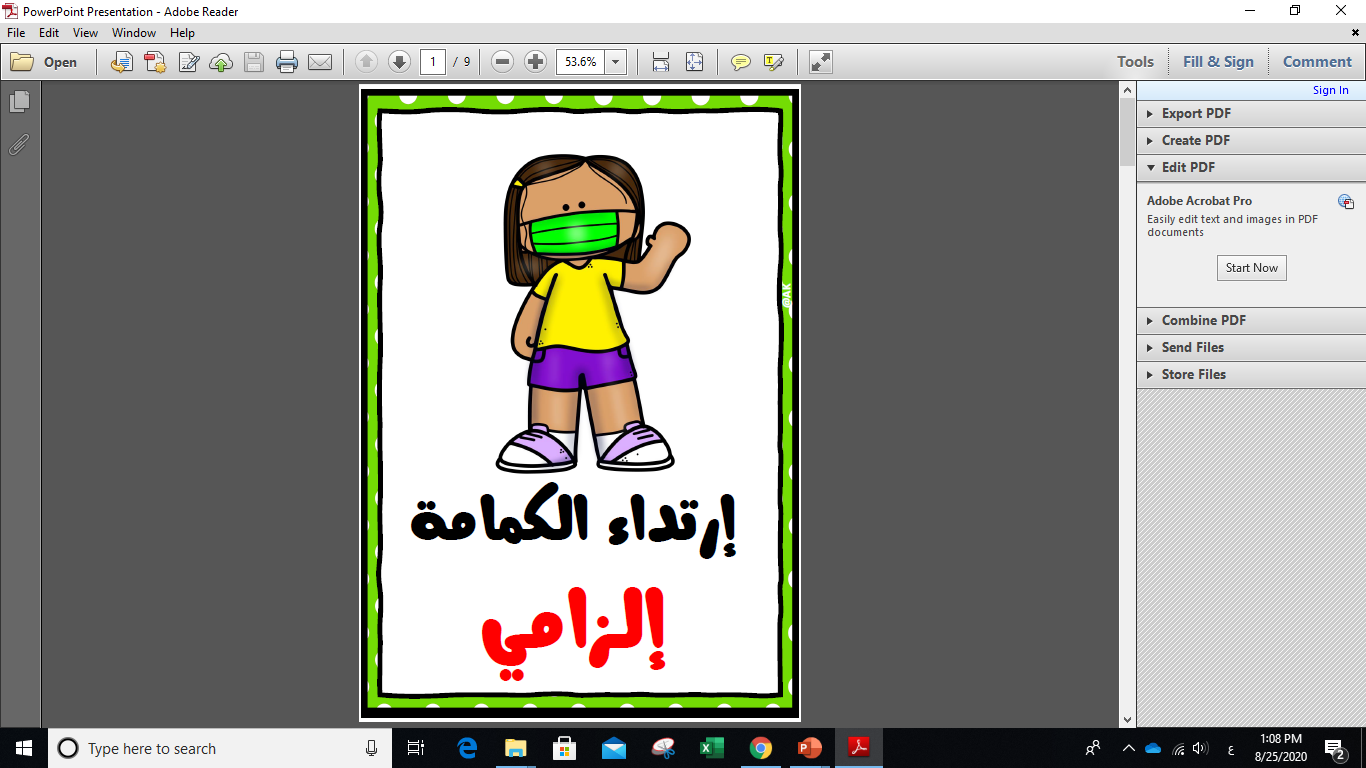 PowerPoint Presentation - Adobe Reader
File Edit View Window Help
Open 1 / 9 53.6% Tools Fill & Sign Comment
Sign In
Export PDF
Create PDF
Edit PDF
Adobe Acrobat Pro
Easily edit text and images in PDF
documents
Start Now
Combine PDF
Send Files
Store Files
@AK
إرتداء الكمامة
إلزامي
Type here to search
ع
1:08 PM
8/25/2020
2